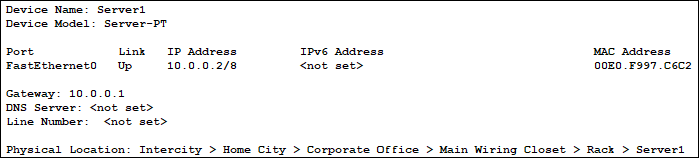 Device Name: Server1
Device Model: Server-PT
Port Link IP Address IPv6 Address MAC Address
FastEthernet0 Up 10.0.0.2/8 <not set> 00E0.F997.C6C2
Gateway: 10.0.0.1
DNS Server: <not set>
Line Number: <not set>
Physical Location: Intercity > Home City > Corporate Office > Main Wiring Closet > Rack > Server1